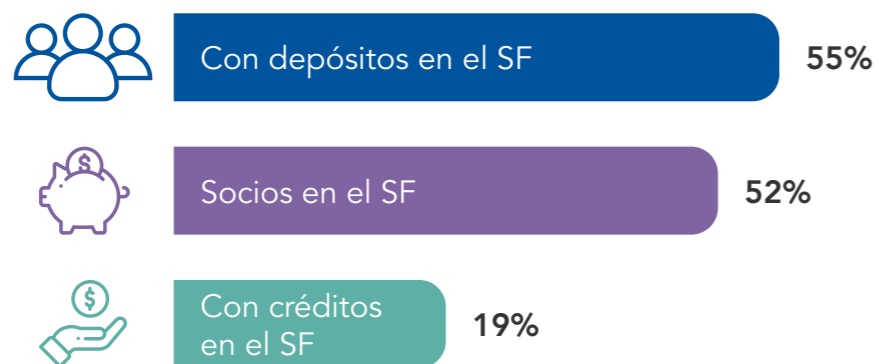 Con depósitos en el SF
55%
$
Socios en el SF
52%
$
Con créditos
en el SF
19%